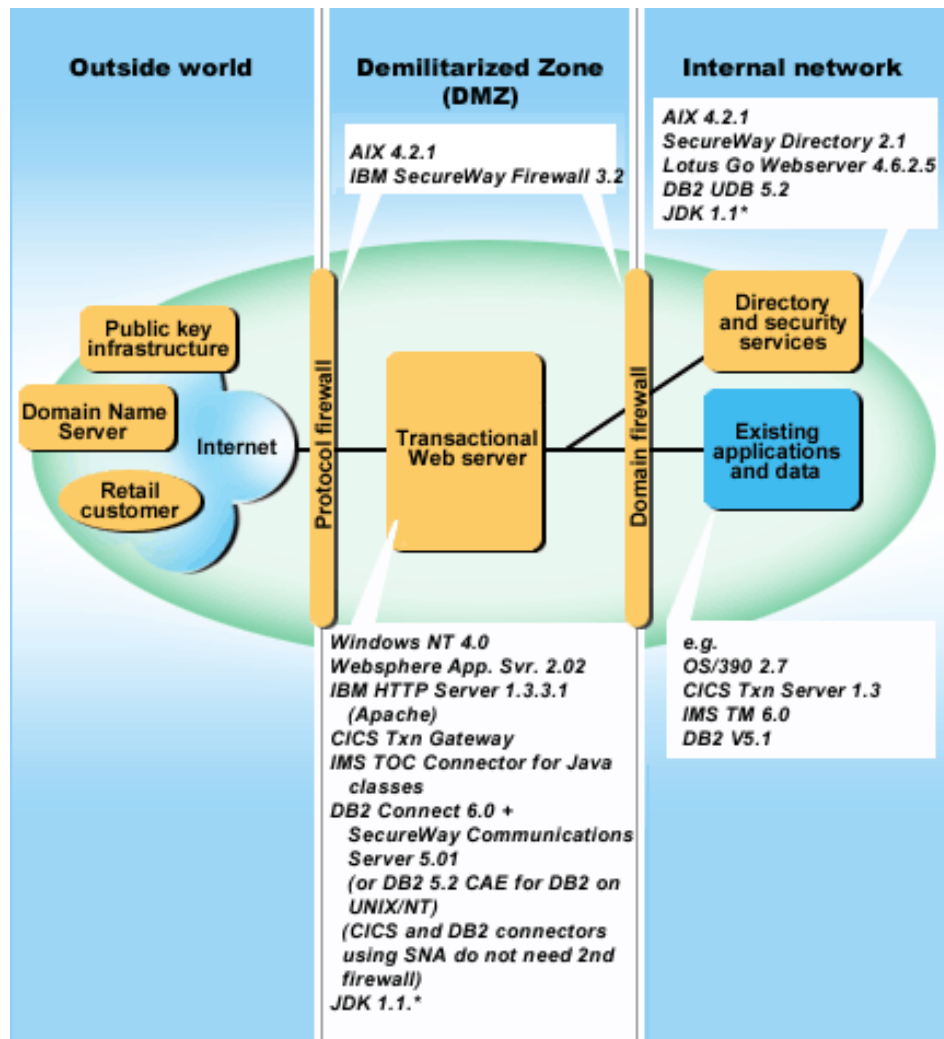 Outside world
Demilitarized Zone
(DMZ)
Internal network
AIX 4.2.1
IBM SecureWay Firewall 3.2
AIX 4.2.1
SecureWay Directory 2.1
Lotus Go Webserver 4.6.2.5
DB2 UDB 5.2
JDK 1.1*
Public key
infrastructure
Domain Name
Server
Internet
Retail
customer
Protocol firewall
Transactional
Web server
Domain firewall
Directory
and security
services
Existing
applications
and data
Windows NT 4.0
Websphere App. Svr. 2.02
IBM HTTP Server 1.3.3.1
(Apache)
CICS Txn Gateway
IMS TOC Connector for Java
classes
DB2 Connect 6.0 +
SecureWay Communications
Server 5.01
(or DB2 5.2 CAE for DB2 on
UNIX/NT)
(CICS and DB2 connectors
using SNA do not need 2nd
firewall)
JDK 1.1.*
e.g.
OS/390 2.7
CICS Txn Server 1.3
IMS TM 6.0
DB2 V5.1